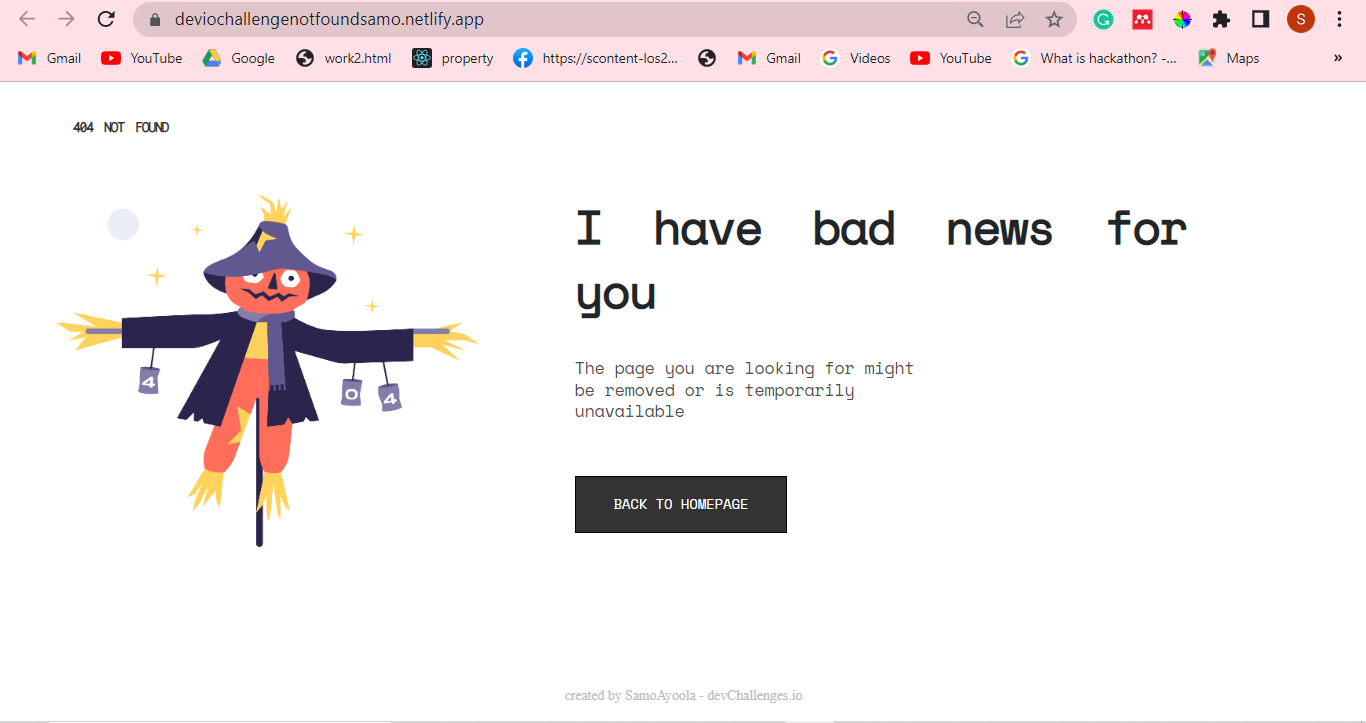 deviochallengenotfoundsamo.netlify.app
S
Gmail YouTube Google work2.html property https://scontent-los2... Gmail Videos YouTube What is hackathon? -... Maps »
404 NOT FOUND
I have bad news for
you
The page you are looking for might
be removed or is temporarily
unavailable
4
0
4
BACK TO HOMEPAGE
created by SamoAyoola - devChallenges.io